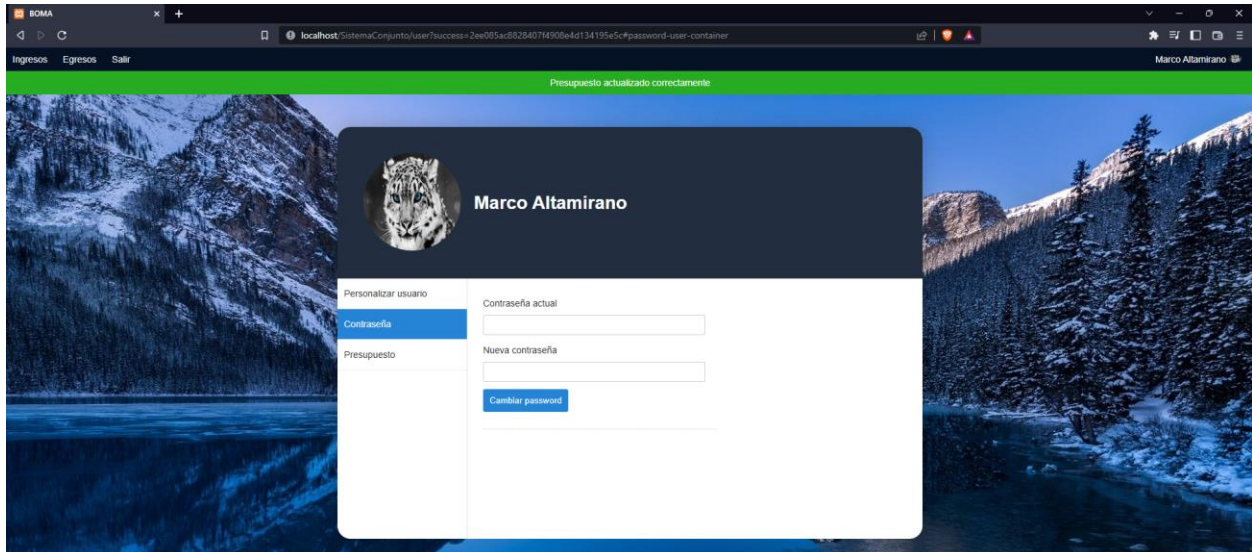 BOMA
localhost/SistemaConjunto/user?success=2ee085ac8828407f4908e4d134195e5c#password-user-container
Ingresos Egresos Salir Marco Altamirano
Presupuesto actualizado correctamente
Marco Altamirano
Personalizar usuario
Contraseña
Presupuesto
Contraseña actual
Nueva contraseña
Cambiar password